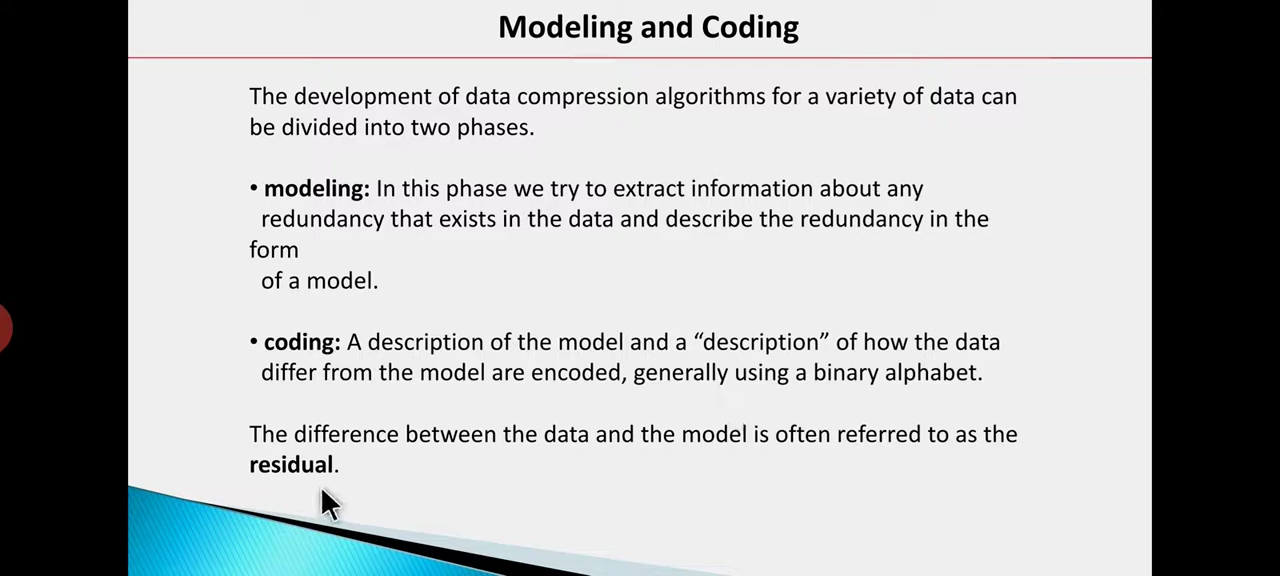 Modeling and Coding
The development of data compression algorithms for a variety of data can
be divided into two phases.
• modeling: In this phase we try to extract information about any
redundancy that exists in the data and describe the redundancy in the
form
of a model.
• coding: A description of the model and a “description” of how the data
differ from the model are encoded, generally using a binary alphabet.
The difference between the data and the model is often referred to as the
residual.